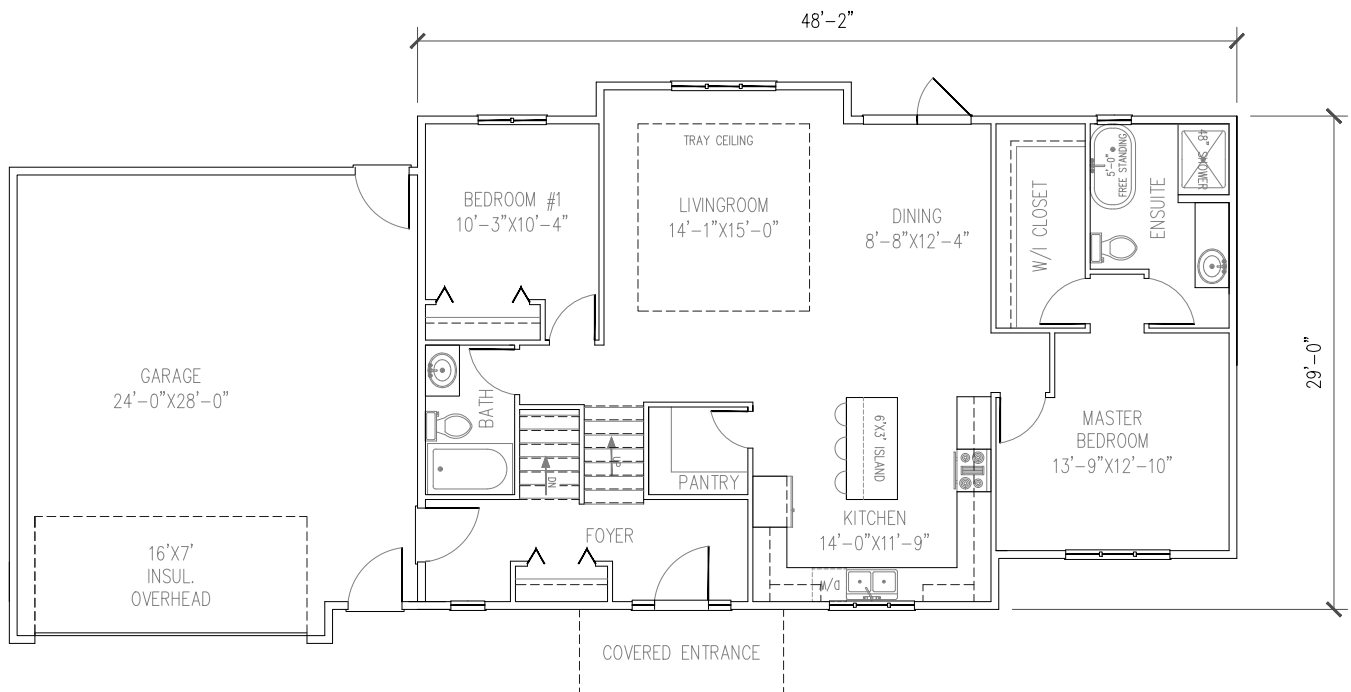 48’-2”
TRAY CEILING
BEDROOM #1
10’-3”X10’-4”
LIVINGROOM
14’-1”X15’-0”
DINING
8’-8”X12’-4”
W/I CLOSET
5’-0”
FREE STANDING
48” SHOWER
ENSUITE
29’-0”
GARAGE
24’-0”X28’-0”
BATH
DN
UP
PANTRY
6’X3’ ISLAND
MASTER
BEDROOM
13’-9”X12’-10”
KITCHEN
14’-0”X11’-9”
FOYER
16’X7’
INSUL.
OVERHEAD
D/W
COVERED ENTRANCE